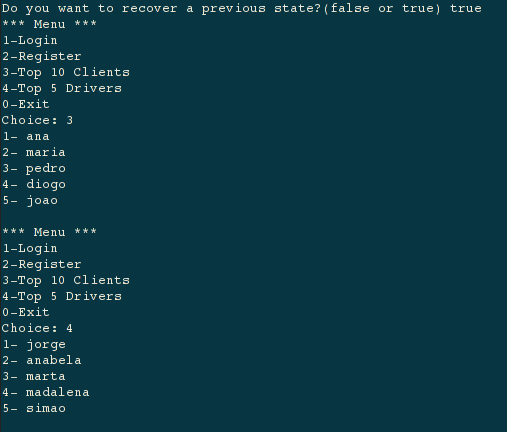 Do you want to recover a previous state?(false or true) true
*** Menu ***
1-Login
2-Register
3-Top 10 Clients
4-Top 5 Drivers
0-Exit
Choice: 3
1- ana
2- maria
3- pedro
4- diogo
5- joao

*** Menu ***
1-Login
2-Register
3-Top 10 Clients
4-Top 5 Drivers
0-Exit
Choice: 4
1- jorge
2- anabela
3- marta
4- madalena
5- simao